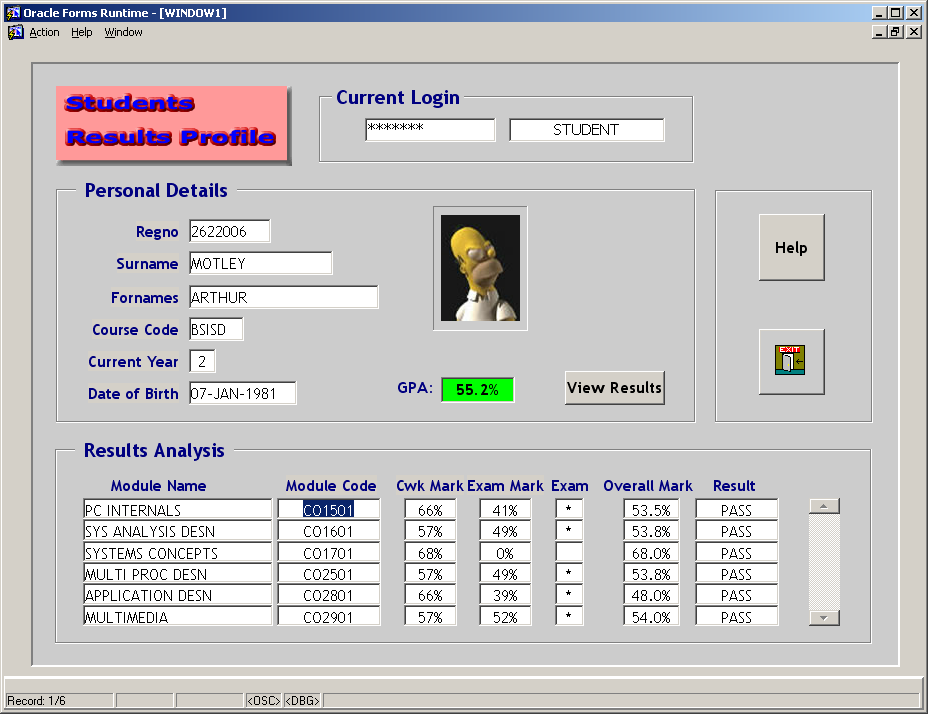 Oracle Forms Runtime - [WINDOW1]
Action Help Window
Students
Results Profile
Current Login
******* STUDENT
Personal Details
Regno 2622006
Surname MOTLEY
Fornames ARTHUR
Course Code BSISD
Current Year 2
Date of Birth 07-JAN-1981
GPA: 55.2% View Results
Help
EXIT
Results Analysis
Module Name Module Code Cwk Mark Exam Mark Exam Overall Mark Result
PC INTERNALS CO1501 66% 41% * 53.5% PASS
SYS ANALYSIS DESN CO1601 57% 49% * 53.8% PASS
SYSTEMS CONCEPTS CO1701 68% 0% 68.0% PASS
MULTI PROC DESN CO2501 57% 49% * 53.8% PASS
APPLICATION DESN CO2801 66% 39% * 48.0% PASS
MULTIMEDIA CO2901 57% 52% * 54.0% PASS
Record: 1/6 <OSC> <DBG>